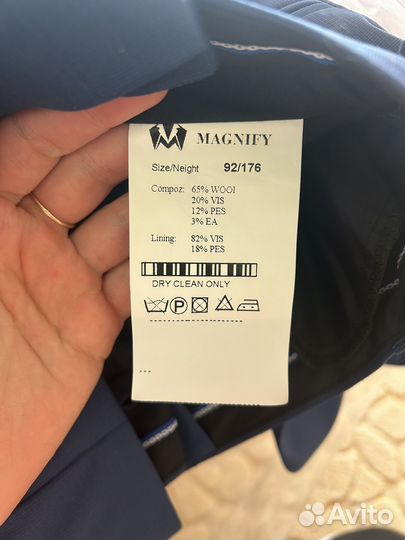 MAGNIFY
Size/Neight 92/176
Compoz: 65% WOOl
20% VIS
12% PES
3% EA
Lining: 82% VIS
18% PES
DRY CLEAN ONLY
P
...
Avito